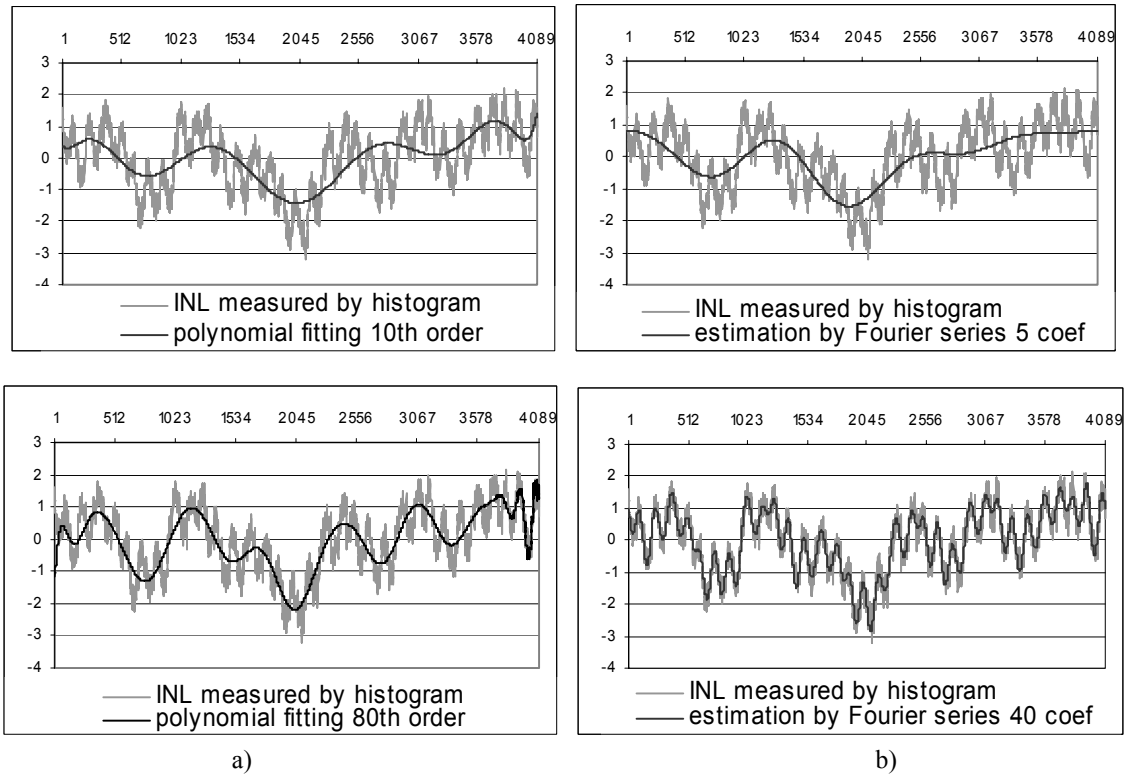 1 512 1023 1534 2045 2556 3067 3578 4089
3
2
1
0
-1
-2
-3
-4
INL measured by histogram
polynomial fitting 10th order
1 512 1023 1534 2045 2556 3067 3578 4089
3
2
1
0
-1
-2
-3
-4
INL measured by histogram
estimation by Fourier series 5 coef
1 512 1023 1534 2045 2556 3067 3578 4089
3
2
1
0
-1
-2
-3
-4
INL measured by histogram
polynomial fitting 80th order
1 512 1023 1534 2045 2556 3067 3578 4089
3
2
1
0
-1
-2
-3
-4
INL measured by histogram
estimation by Fourier series 40 coef
a)
b)